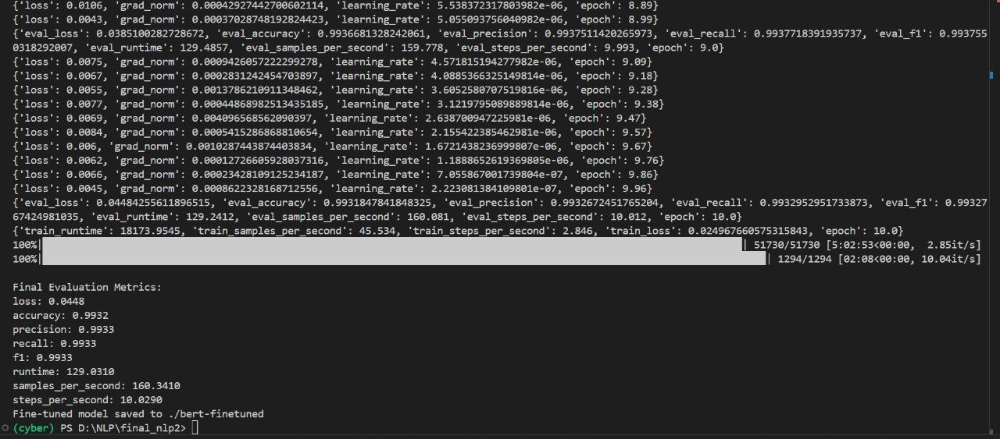 {'loss': 0.0106, 'grad_norm': 0.00042927442700602114, 'learning_rate': 5.538372317803982e-06, 'epoch': 8.89}
{'loss': 0.0043, 'grad_norm': 0.00037028748192824423, 'learning_rate': 5.055093756040982e-06, 'epoch': 8.99}
{'eval_loss': 0.0385100282728672, 'eval_accuracy': 0.9936681328242061, 'eval_precision': 0.9937511420265973, 'eval_recall': 0.9937718391935737, 'eval_f1': 0.993755
0318292007, 'eval_runtime': 129.4857, 'eval_samples_per_second': 159.778, 'eval_steps_per_second': 9.993, 'epoch': 9.0}
{'loss': 0.0075, 'grad_norm': 0.0009426057222299278, 'learning_rate': 4.571815194277982e-06, 'epoch': 9.09}
{'loss': 0.0067, 'grad_norm': 0.0002831242454703897, 'learning_rate': 4.0885366325149814e-06, 'epoch': 9.18}
{'loss': 0.0055, 'grad_norm': 0.0013786210911348462, 'learning_rate': 3.6052580707519816e-06, 'epoch': 9.28}
{'loss': 0.0077, 'grad_norm': 0.00044868982513435185, 'learning_rate': 3.1219795089889814e-06, 'epoch': 9.38}
{'loss': 0.0069, 'grad_norm': 0.004096568562090397, 'learning_rate': 2.638700947225981e-06, 'epoch': 9.47}
{'loss': 0.0084, 'grad_norm': 0.0005415286868810654, 'learning_rate': 2.155422385462981e-06, 'epoch': 9.57}
{'loss': 0.006, 'grad_norm': 0.0010287443874403834, 'learning_rate': 1.6721438236999807e-06, 'epoch': 9.67}
{'loss': 0.0062, 'grad_norm': 0.00012726605928037316, 'learning_rate': 1.1888652619369805e-06, 'epoch': 9.76}
{'loss': 0.0066, 'grad_norm': 0.00023428109125234187, 'learning_rate': 7.055867001739804e-07, 'epoch': 9.86}
{'loss': 0.0045, 'grad_norm': 0.0008622328168712556, 'learning_rate': 2.223081384109801e-07, 'epoch': 9.96}
{'eval_loss': 0.04484255611896515, 'eval_accuracy': 0.9931847841848325, 'eval_precision': 0.9932672451765204, 'eval_recall': 0.9932952951733873, 'eval_f1': 0.99327
67424981035, 'eval_runtime': 129.2412, 'eval_samples_per_second': 160.081, 'eval_steps_per_second': 10.012, 'epoch': 10.0}
{'train_runtime': 18173.9545, 'train_samples_per_second': 45.534, 'train_steps_per_second': 2.846, 'train_loss': 0.024967660575315843, 'epoch': 10.0}
100%| | 51730/51730 [5:02:53<00:00, 2.85it/s]
100%| | 1294/1294 [02:08<00:00, 10.04it/s]
Final Evaluation Metrics:
loss: 0.0448
accuracy: 0.9932
precision: 0.9933
recall: 0.9933
f1: 0.9933
runtime: 129.0310
samples_per_second: 160.3410
steps_per_second: 10.0290
Fine-tuned model saved to ./bert-finetuned
(cyber) PS D:\NLP\final_nlp2>